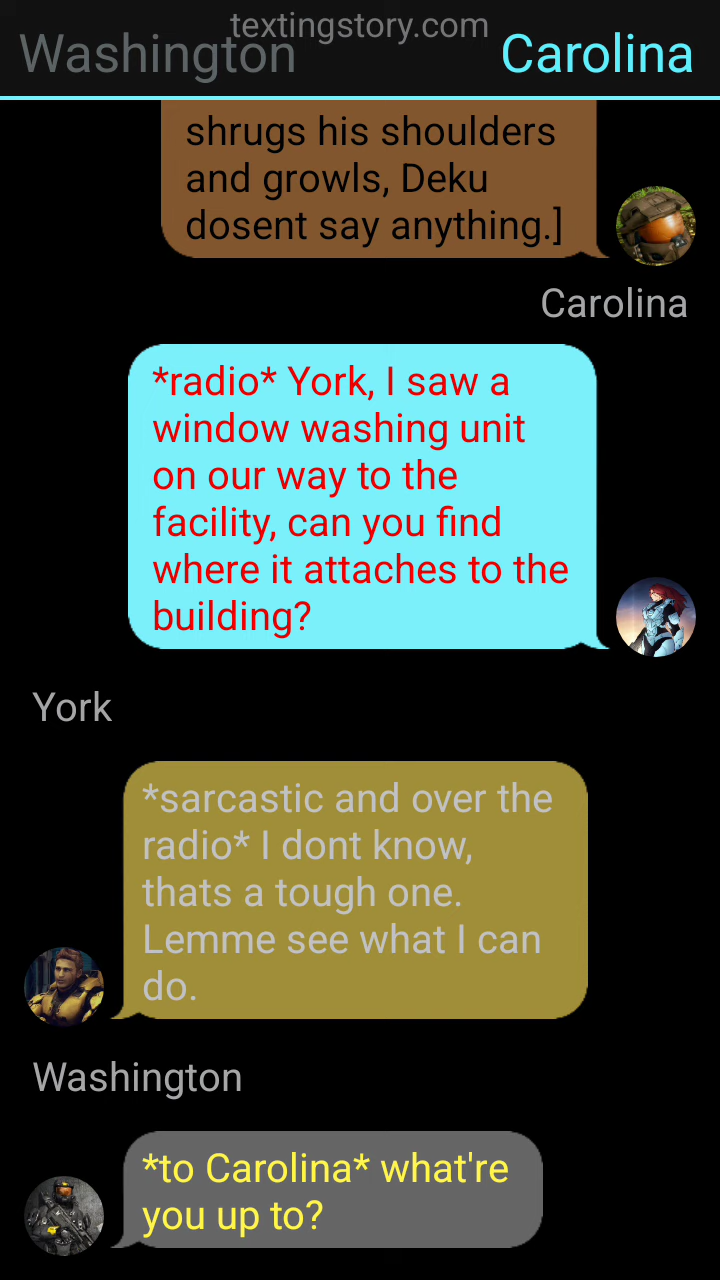 textingstory.com
Washington
Carolina
shrugs his shoulders
and growls, Deku
dosent say anything.]
Carolina
*radio* York, I saw a
window washing unit
on our way to the
facility, can you find
where it attaches to the
building?
York
*sarcastic and over the
radio* I dont know,
thats a tough one.
Lemme see what I can
do.
Washington
*to Carolina* what're
you up to?